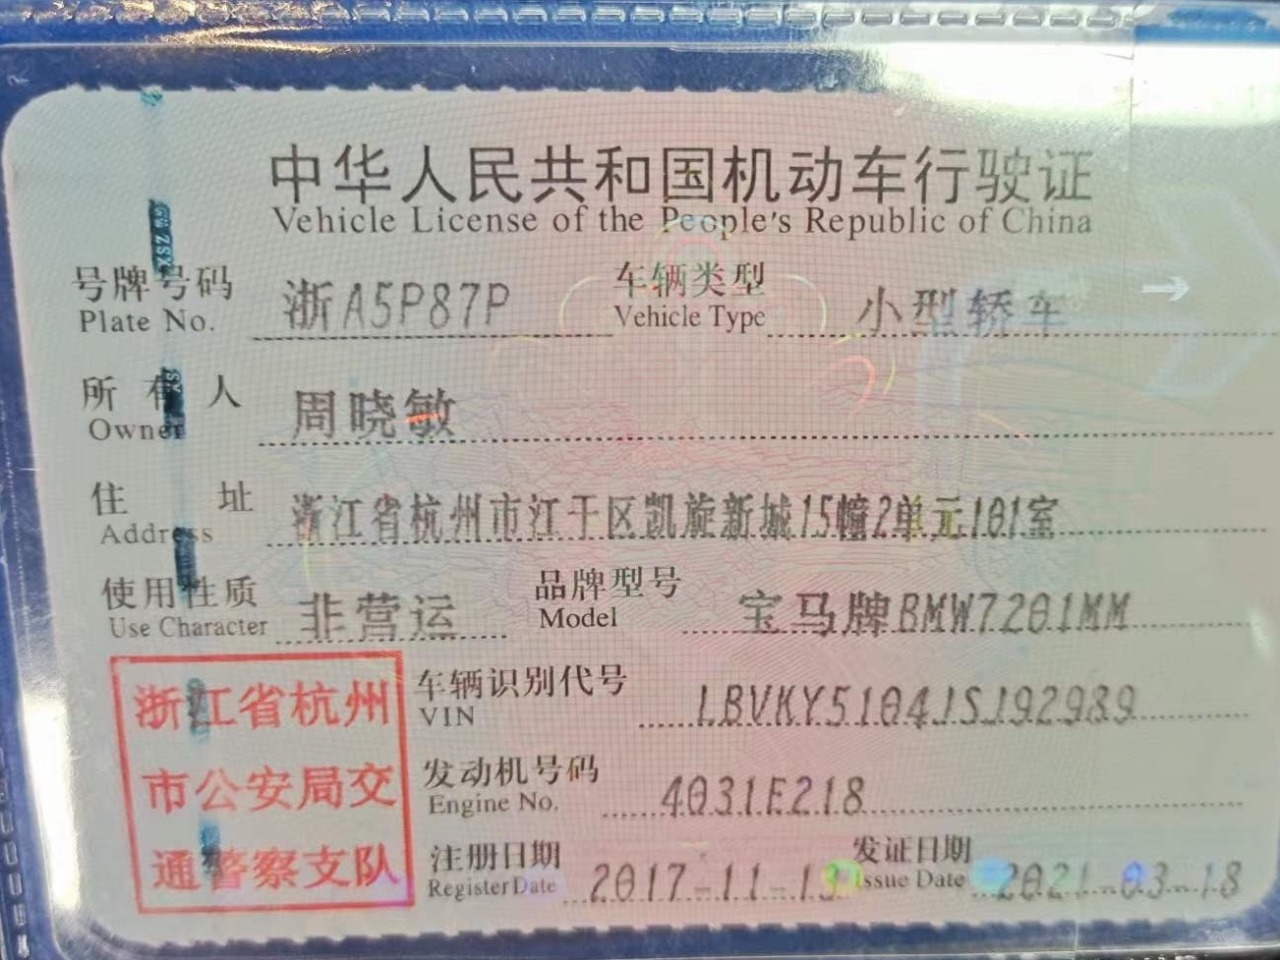 中华人民共和国机动车行驶证
Vehicle License of the People's Republic of China
号牌号码 浙A5P87P 车辆类型 小型轿车
Plate No. Vehicle Type
所有人 周晓敏
Owner
住址 浙江省杭州市江干区凯旋新城15幢2单元101室
Address
使用性质 非营运 品牌型号 宝马牌BMW7201MM
Use Character Model
浙江省杭州
市公安局交
通警察支队
车辆识别代号 LBVKY5104JSJ92989
VIN
发动机号码 4031E218
Engine No.
注册日期 2017-11-13 发证日期 2021-03-18
Register Date Issue Date